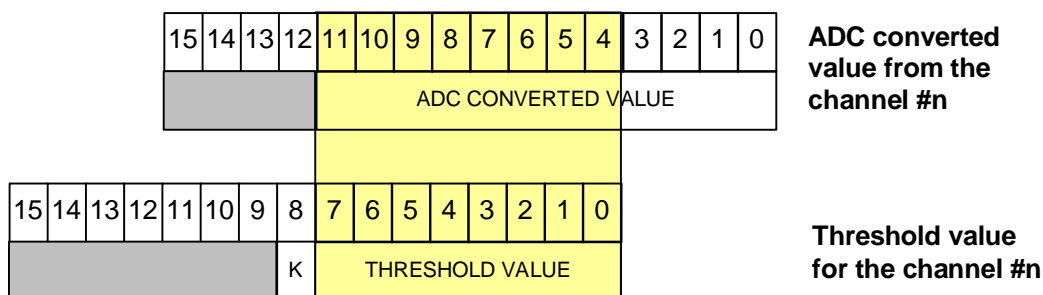 15 14 13 12 11 10 9 8 7 6 5 4 3 2 1 0
ADC CONVERTED VALUE
ADC converted
value from the
channel #n
15 14 13 12 11 10 9 8 7 6 5 4 3 2 1 0
K THRESHOLD VALUE
Threshold value
for the channel #n